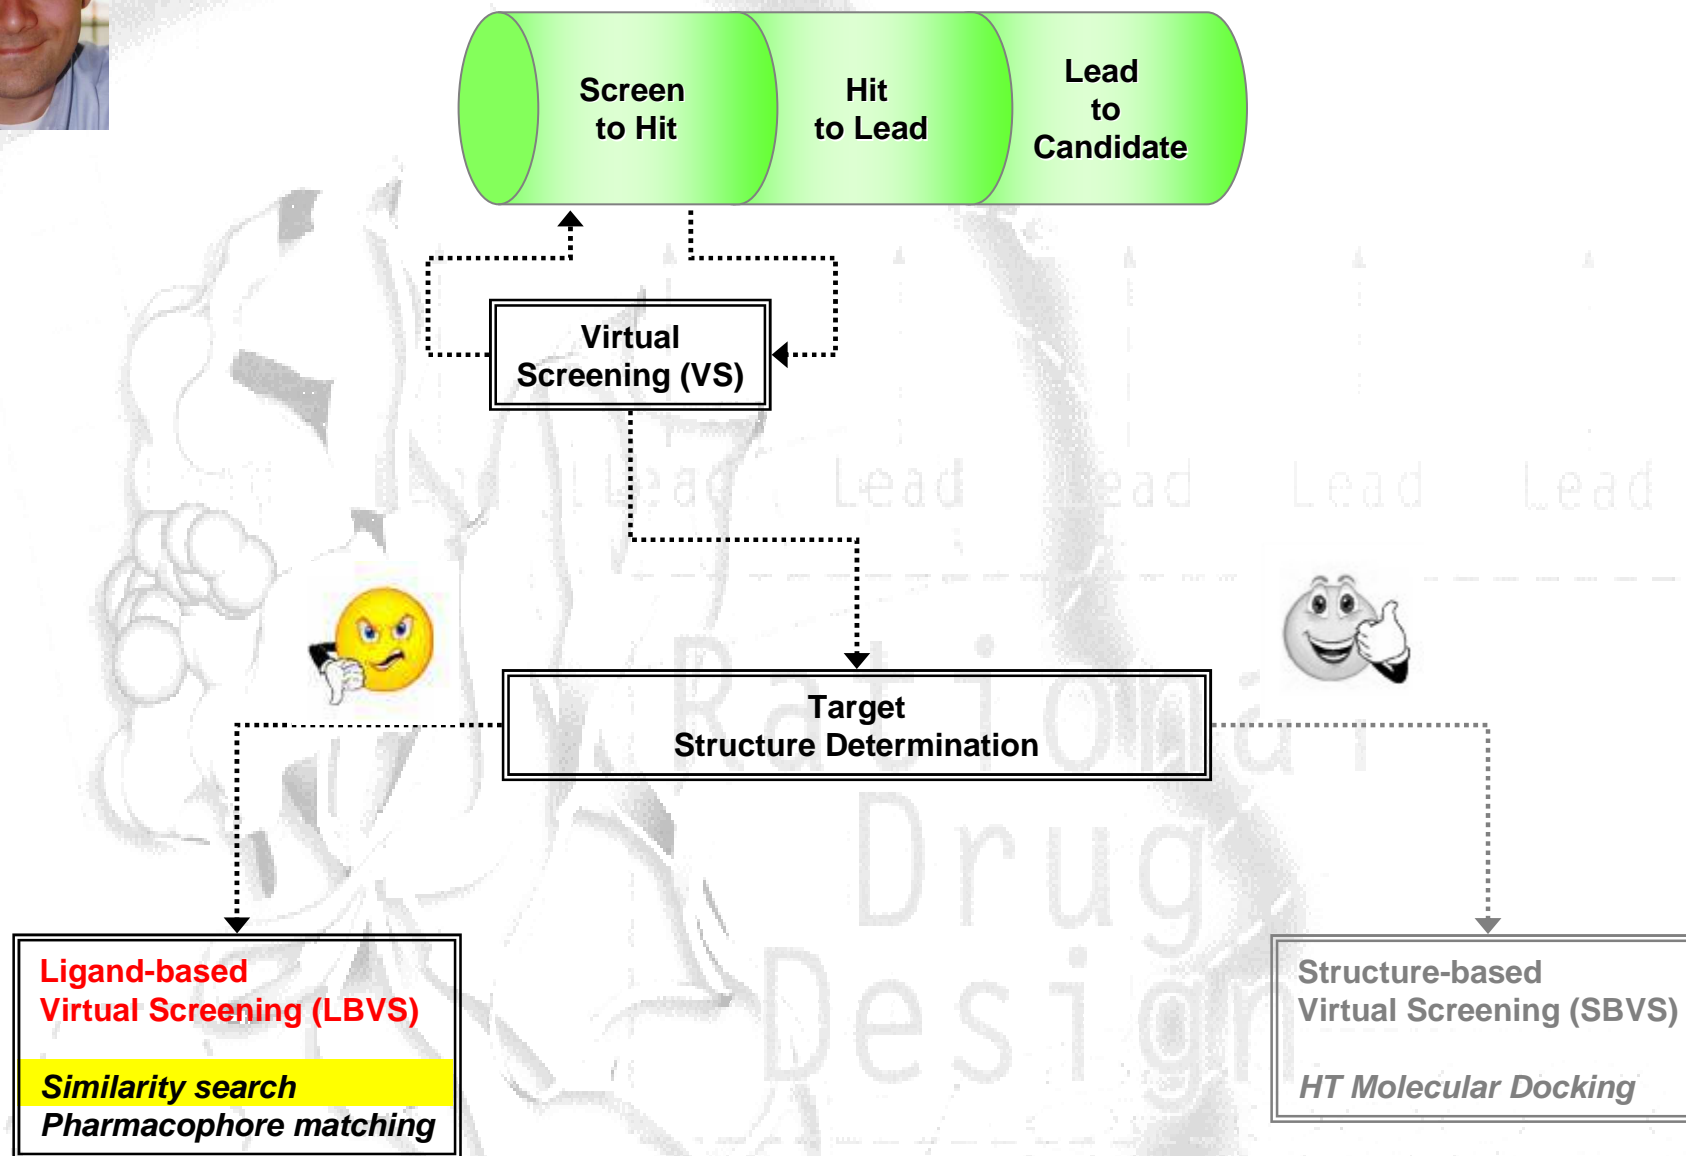 Screen
to Hit
Hit
to Lead
Lead
to
Candidate
Virtual
Screening (VS)
Lead Lead Lead Lead Lead
Target
Structure Determination
Rational
Drug
Design
Ligand-based
Virtual Screening (LBVS)
Similarity search
Pharmacophore matching
Structure-based
Virtual Screening (SBVS)
HT Molecular Docking